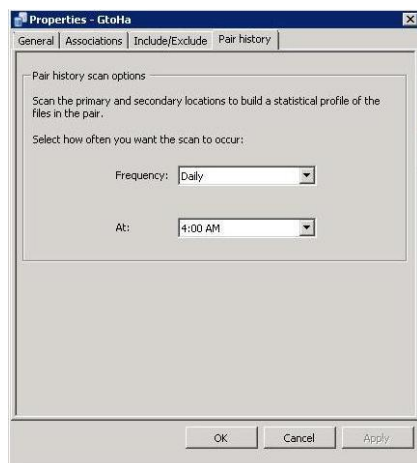 Properties - GtoHa
General Associations Include/Exclude Pair history
Pair history scan options
Scan the primary and secondary locations to build a statistical profile of the
files in the pair.
Select how often you want the scan to occur:
Frequency: Daily
At: 4:00 AM
OK Cancel Apply